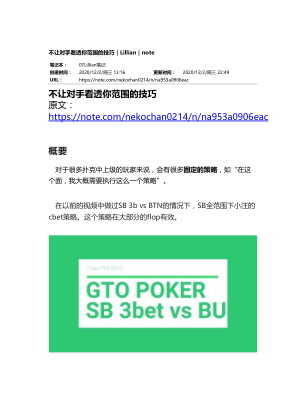 不让对手看透你范围的技巧 | Lillian | note
笔记本： 07Lillian笔记
创建时间： 2020/12/2/周三 13:16 更新时间： 2020/12/2/周三 22:49
URL： https://note.com/nekochan0214/n/na953a0906eac
不让对手看透你范围的技巧
原文：
https://note.com/nekochan0214/n/na953a0906eac
概要
对于很多扑克中上级的玩家来说，会有很多固定的策略，如“在这
个面，我大概需要执行这么一个策略”。
在以前的视频中做过SB 3b vs BTN的情况下，SB全范围下小注的
cbet策略。这个策略在大部分的flop有效。
Lilian PRESENT
GTO POKER
SB 3bet vs BU